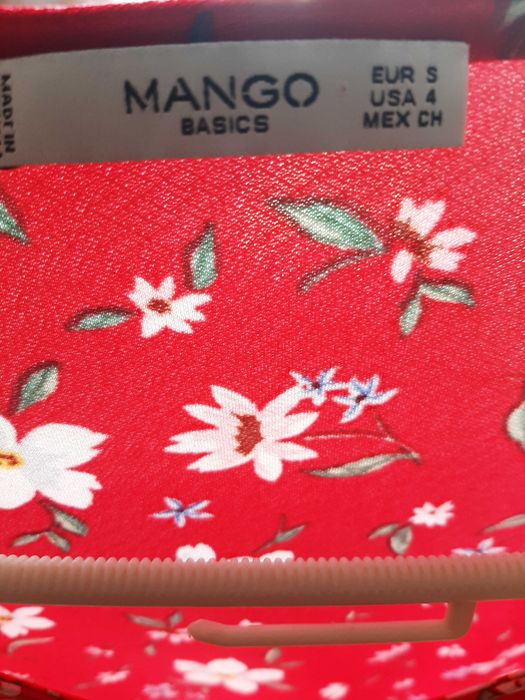 MANGO
BASICS
EUR S
USA 4
MEX CH
MADE IN